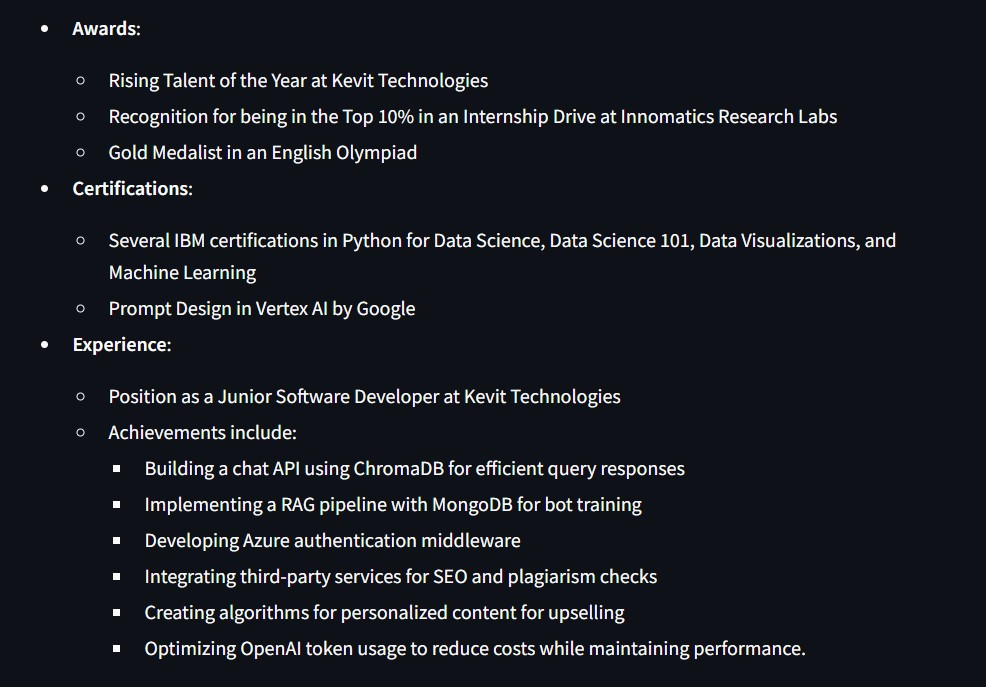 Awards:
Rising Talent of the Year at Kevit Technologies
Recognition for being in the Top 10% in an Internship Drive at Innomatics Research Labs
Gold Medalist in an English Olympiad
Certifications:
Several IBM certifications in Python for Data Science, Data Science 101, Data Visualizations, and
Machine Learning
Prompt Design in Vertex AI by Google
Experience:
Position as a Junior Software Developer at Kevit Technologies
Achievements include:
Building a chat API using ChromaDB for efficient query responses
Implementing a RAG pipeline with MongoDB for bot training
Developing Azure authentication middleware
Integrating third-party services for SEO and plagiarism checks
Creating algorithms for personalized content for upselling
Optimizing OpenAI token usage to reduce costs while maintaining performance.